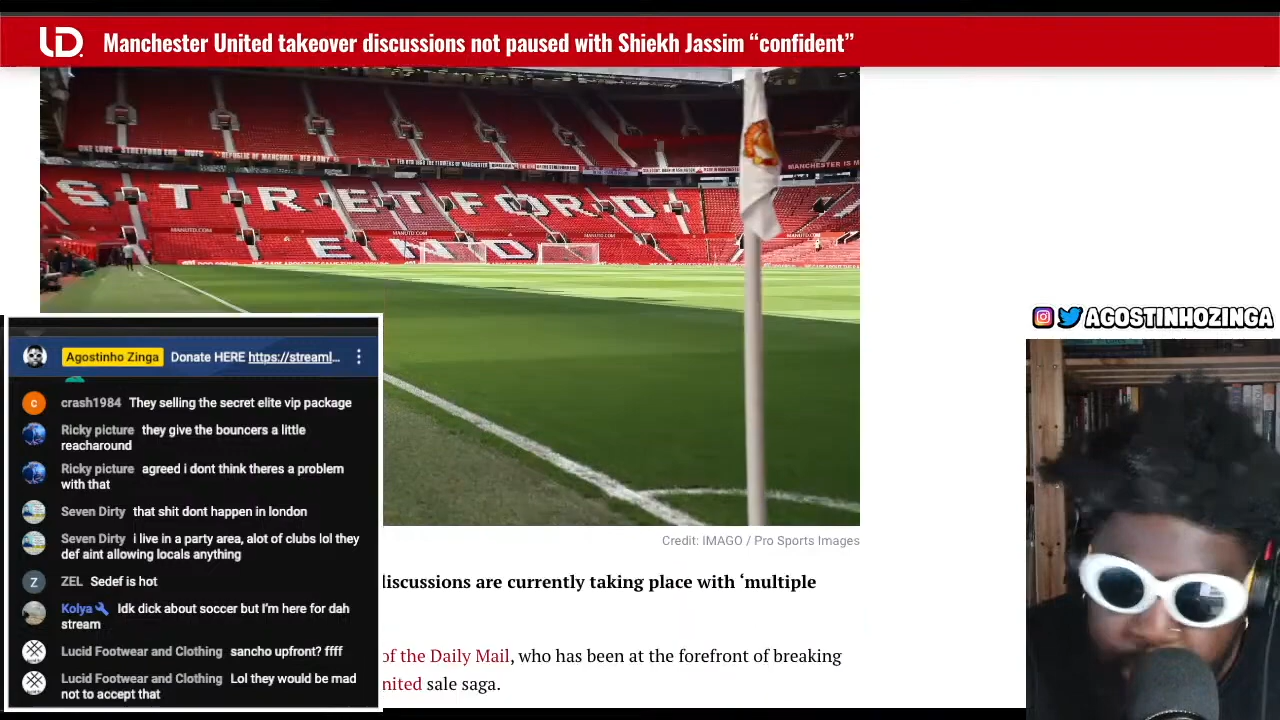 UD.
Manchester United takeover discussions not paused with Shiekh Jassim “confident”
STRETFORD
END
MANUTD.COM
AGOSTINHOZINGA
Agostinho Zinga Donate HERE https://streaml...
crash1984 They selling the secret elite vip package
Ricky picture they give the bouncers a little
reacharound
Ricky picture agreed i dont think theres a problem
with that
Seven Dirty that shit dont happen in london
Seven Dirty i live in a party area, alot of clubs lol they
def aint allowing locals anything
ZEL Sedef is hot
Kolya Idk dick about soccer but I’m here for dah
stream
Lucid Footwear and Clothing sancho upfront? ffff
Lucid Footwear and Clothing Lol they would be mad
not to accept that
Credit: IMAGO / Pro Sports Images
discussions are currently taking place with ‘multiple
of the Daily Mail, who has been at the forefront of breaking
nited sale saga.